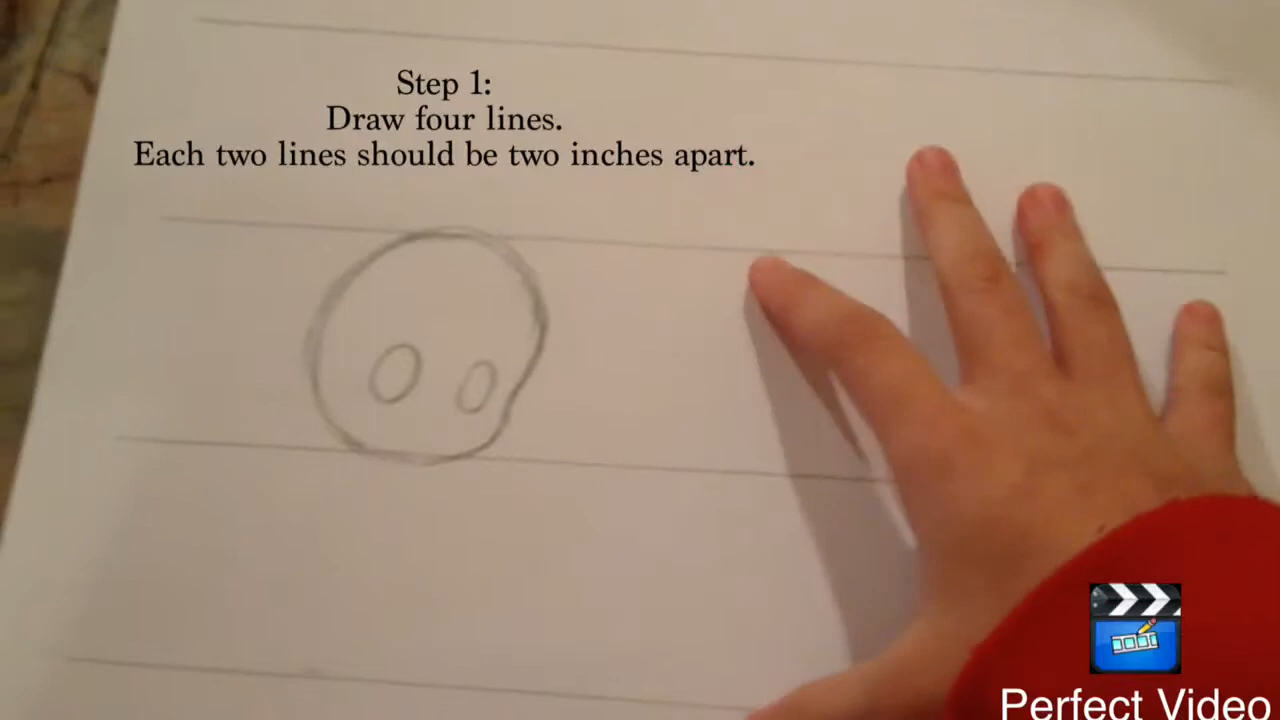 Step 1:
Draw four lines.
Each two lines should be two inches apart.
Perfect Video